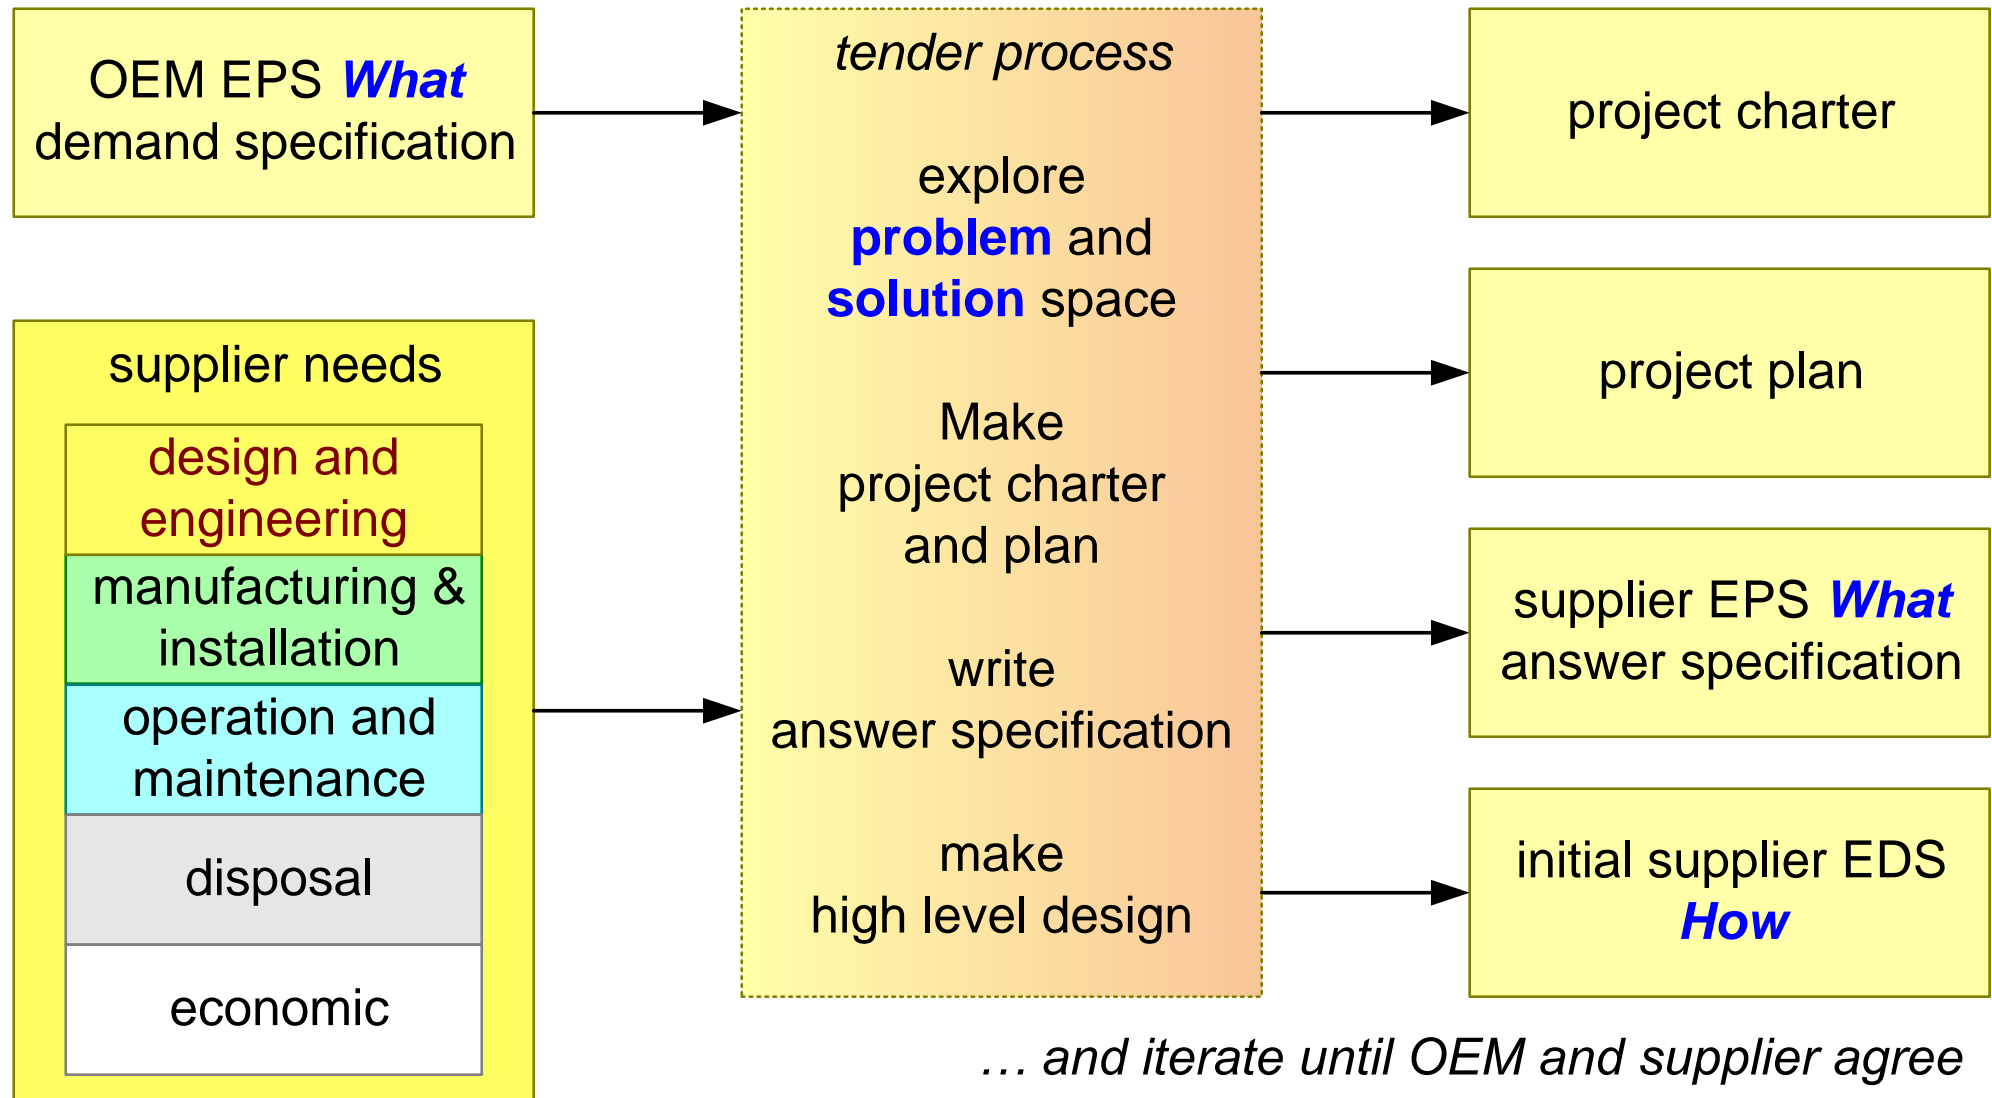 OEM EPS What
demand specification
supplier needs
design and
engineering
manufacturing &
installation
operation and
maintenance
disposal
economic
tender process
explore
problem and
solution space
Make
project charter
and plan
write
answer specification
make
high level design
project charter
project plan
supplier EPS What
answer specification
initial supplier EDS
How
… and iterate until OEM and supplier agree